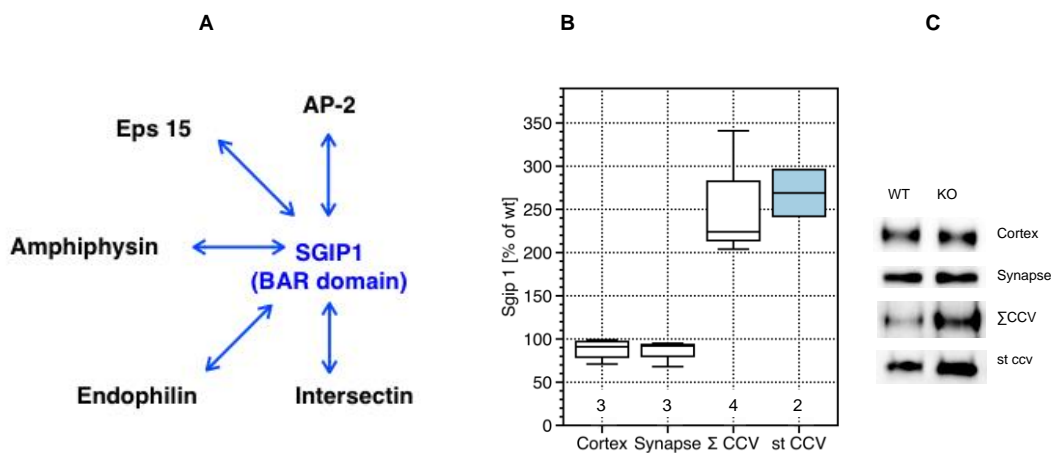 A
B
C
AP-2
Eps 15
Amphiphysin
SGIP1
(BAR domain)
Endophilin
Intersectin
Sgip 1 [% of wt]
350
300
250
200
150
100
50
0
3
3
4
2
Cortex Synapse Σ CCV st CCV
WT KO
Cortex
Synapse
∑CCV
st ccv